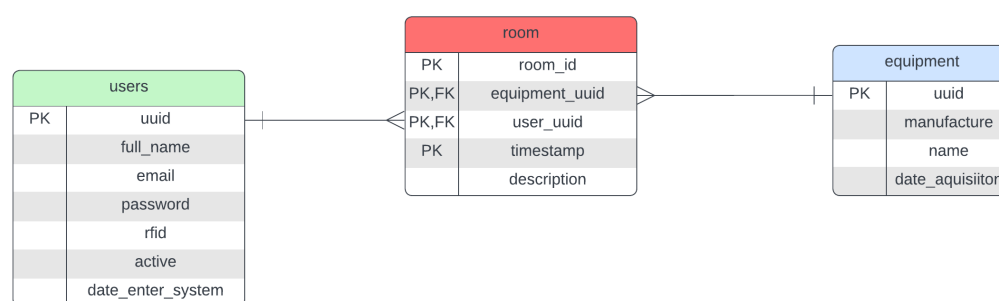 users
PK uuid
full_name
email
password
rfid
active
date_enter_system
room
PK room_id
PK,FK equipment_uuid
PK,FK user_uuid
PK timestamp
description
equipment
PK uuid
manufacture
name
date_aquisiitor